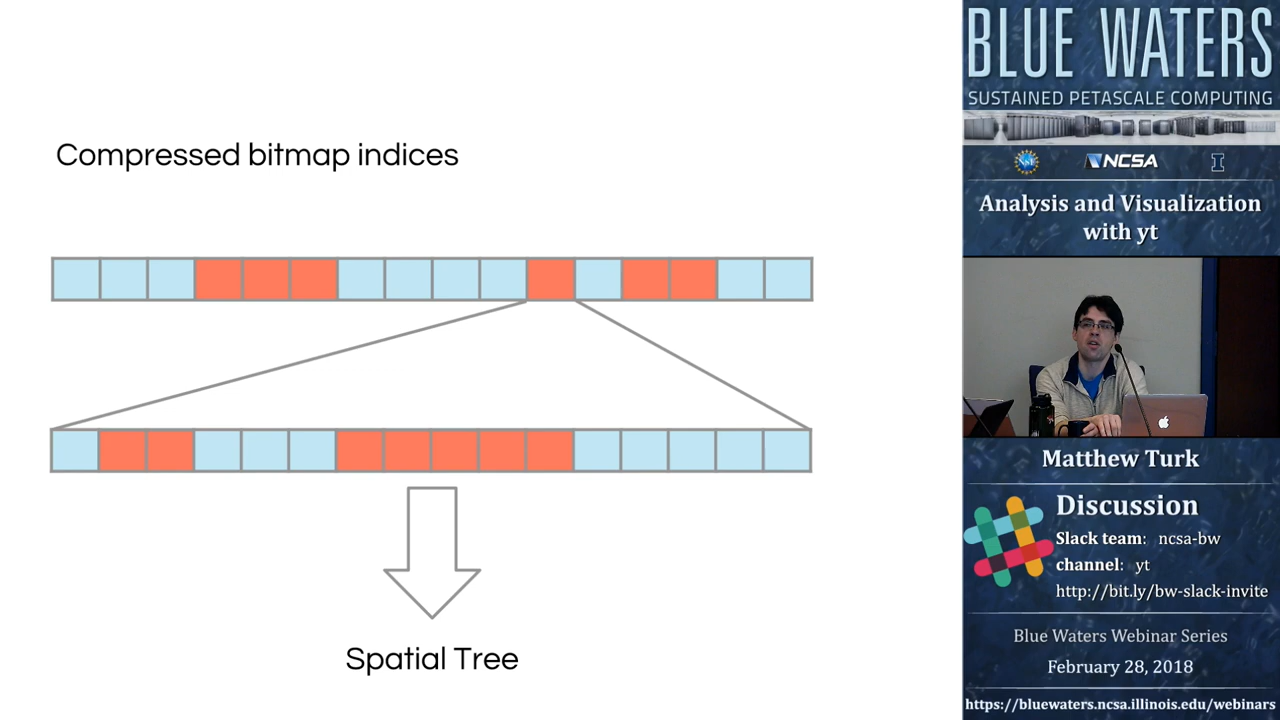 Compressed bitmap indices
Spatial Tree
BLUE WATERS
SUSTAINED PETASCALE COMPUTING
NSF
NCSA
I
Analysis and Visualization
with yt
Matthew Turk
Discussion
Slack team: ncsa-bw
channel: yt
http://bit.ly/bw-slack-invite
Blue Waters Webinar Series
February 28, 2018
https://bluewaters.ncsa.illinois.edu/webinars